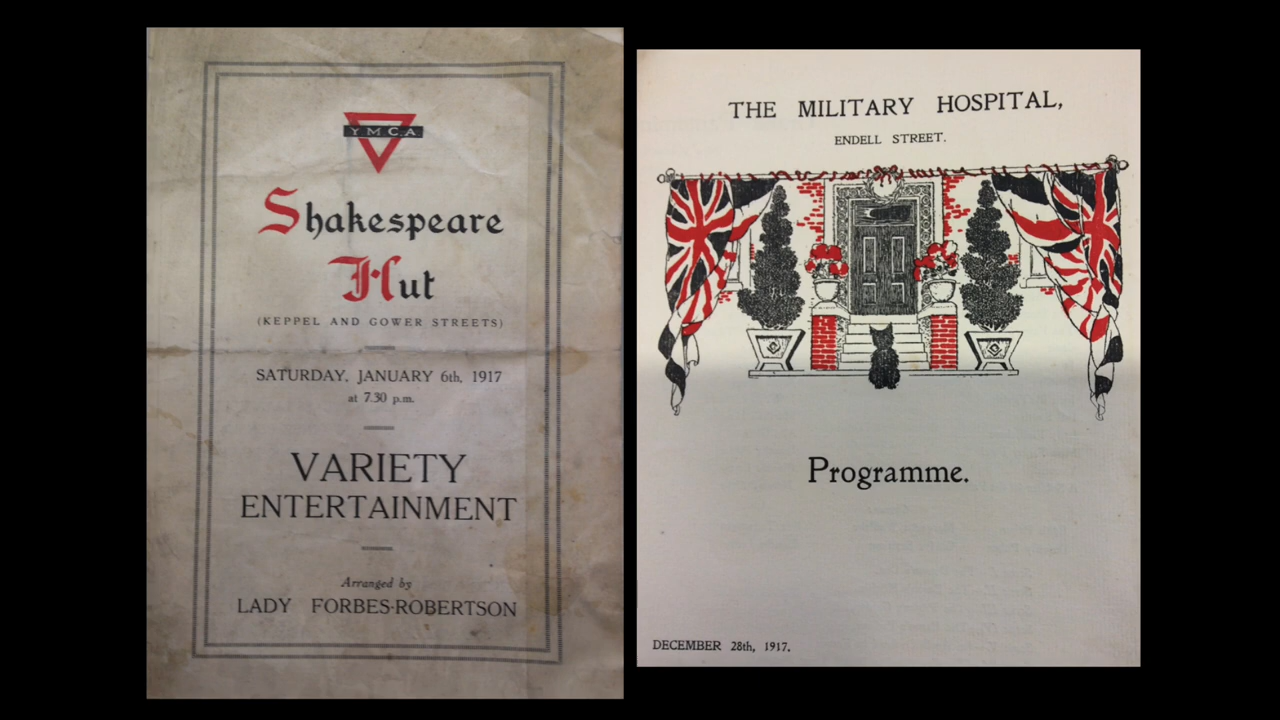 YMCA
Shakespeare
Hut
(KEPPEL AND GOWER STREETS)
SATURDAY, JANUARY 6th, 1917
at 7.30 p.m.
VARIETY
ENTERTAINMENT
Arranged by
LADY FORBES-ROBERTSON
THE MILITARY HOSPITAL,
ENDELL STREET.
Programme.
DECEMBER 28th, 1917.